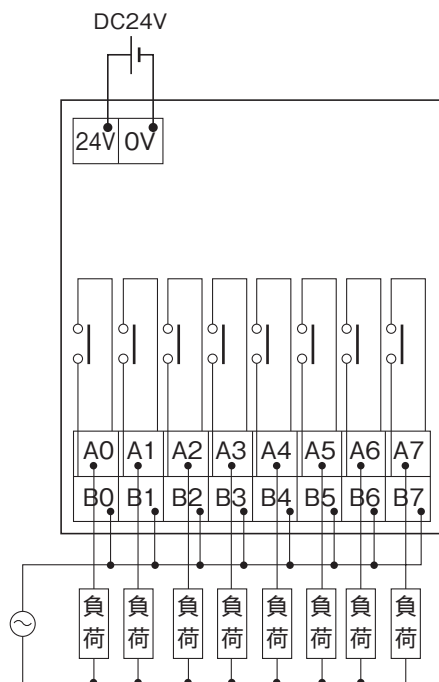 DC24V
24V 0V
A0 A1 A2 A3 A4 A5 A6 A7
B0 B1 B2 B3 B4 B5 B6 B7
負荷 負荷 負荷 負荷 負荷 負荷 負荷 負荷